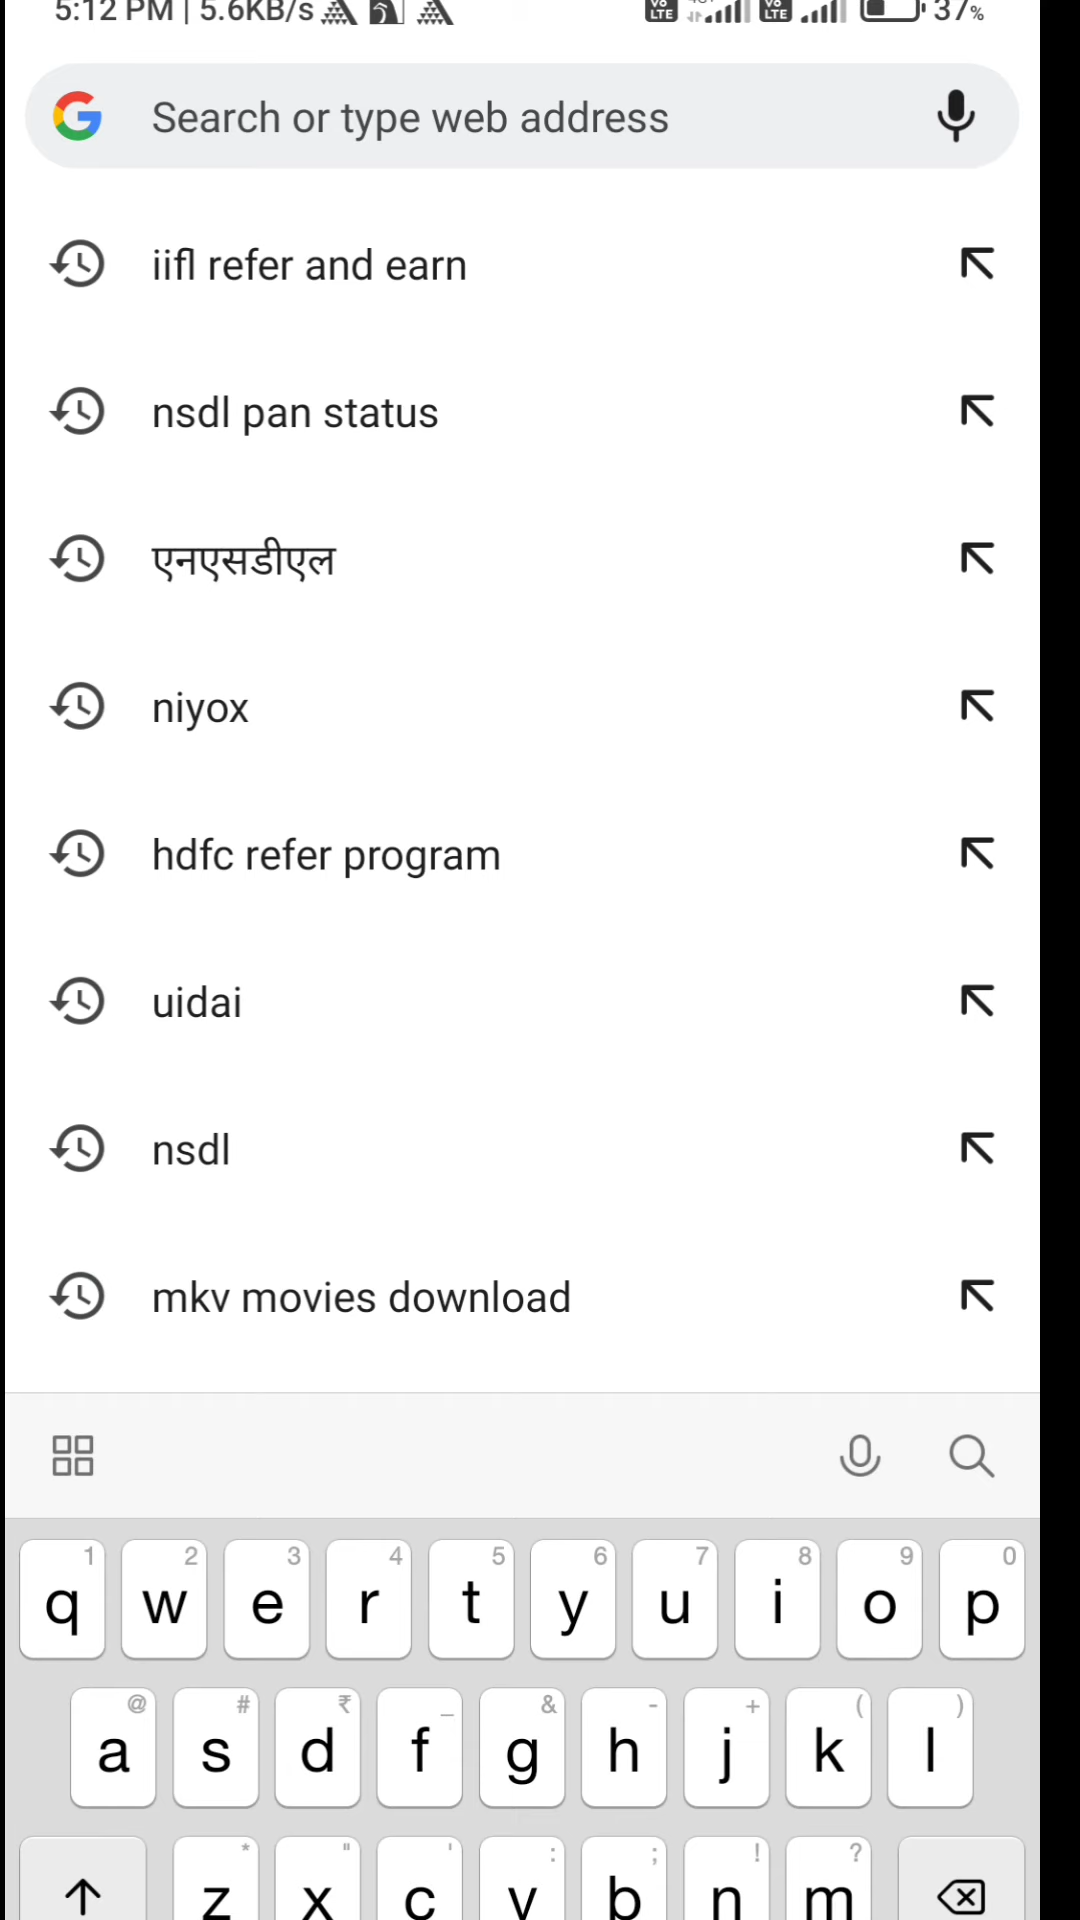 5:12 PM | 5.6KB/s VoLTE VoLTE 37%
Search or type web address
iifl refer and earn
nsdl pan status
एनएसडीएल
niyox
hdfc refer program
uidai
nsdl
mkv movies download
1 2 3 4 5 6 7 8 9 0
q w e r t y u i o p
@ # ₹ _ & - + ( )
a s d f g h j k l
* " ' : ; ! ?
z x c v b n m